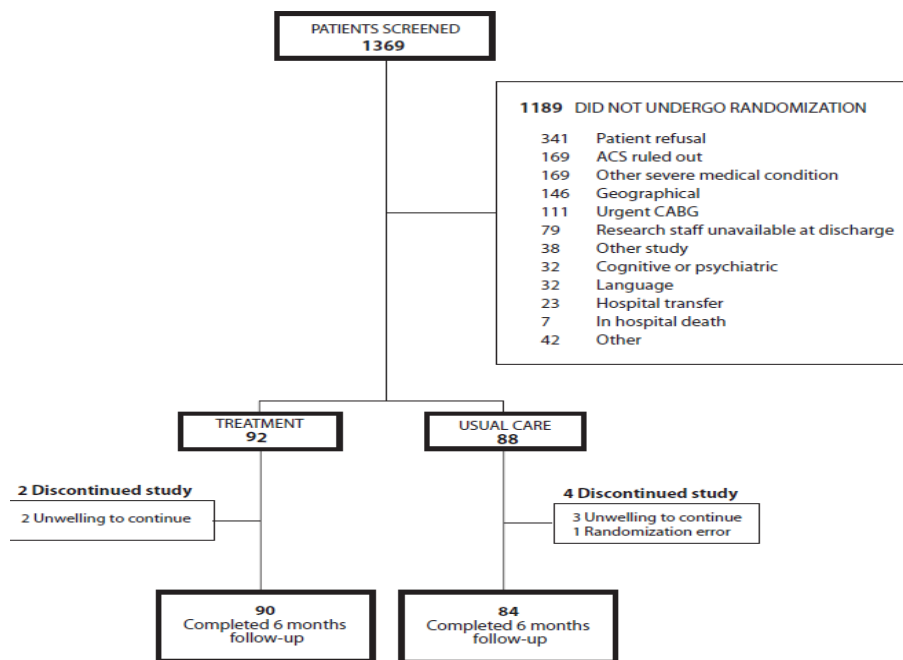 PATIENTS SCREENED
1369
1189 DID NOT UNDERGO RANDOMIZATION
341 Patient refusal
169 ACS ruled out
169 Other severe medical condition
146 Geographical
111 Urgent CABG
79 Research staff unavailable at discharge
38 Other study
32 Cognitive or psychiatric
32 Language
23 Hospital transfer
7 In hospital death
42 Other
TREATMENT
92
USUAL CARE
88
2 Discontinued study
2 Unwelling to continue
4 Discontinued study
3 Unwelling to continue
1 Randomization error
90
Completed 6 months
follow-up
84
Completed 6 months
follow-up